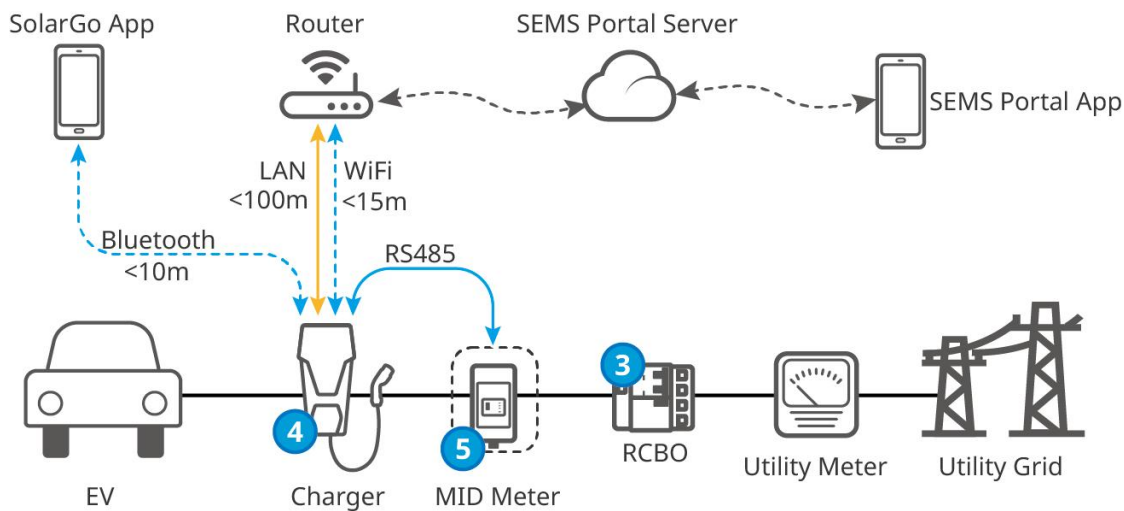 SolarGo App
Router
SEMS Portal Server
SEMS Portal App
LAN
<100m
WiFi
<15m
Bluetooth
<10m
RS485
3
4
5
EV
Charger
MID Meter
RCBO
Utility Meter
Utility Grid